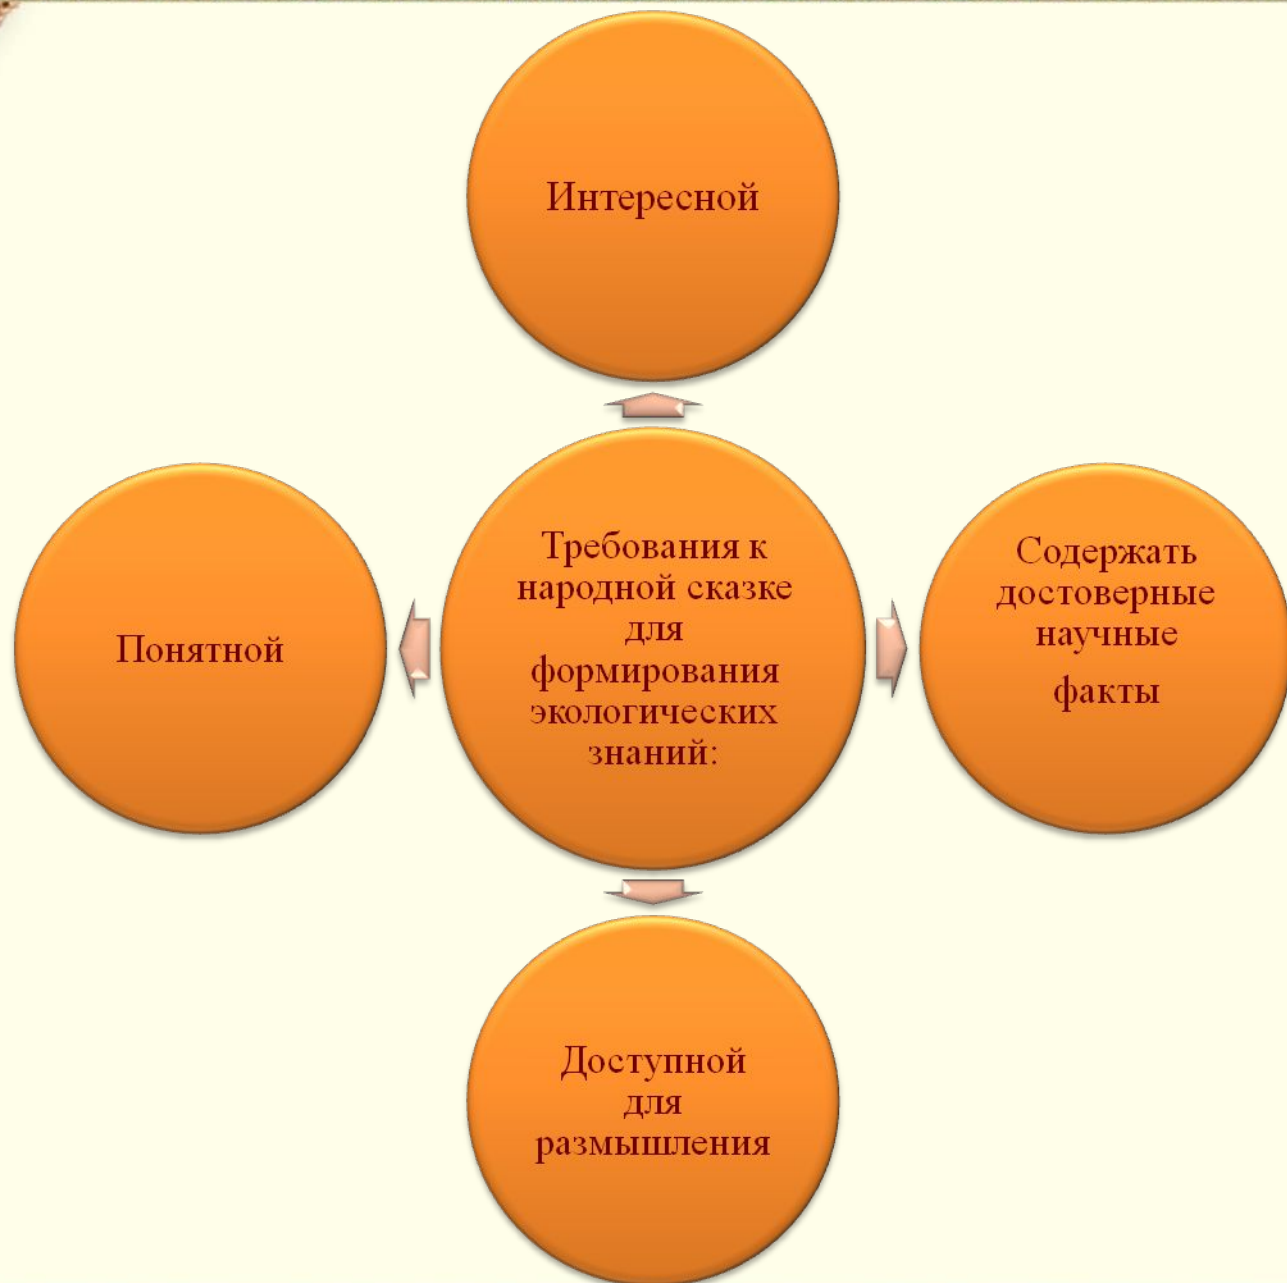 Интересной
Понятной
Требования к
народной сказке
для
формирования
экологических
знаний:
Содержать
достоверные
научные
факты
Доступной
для
размышления